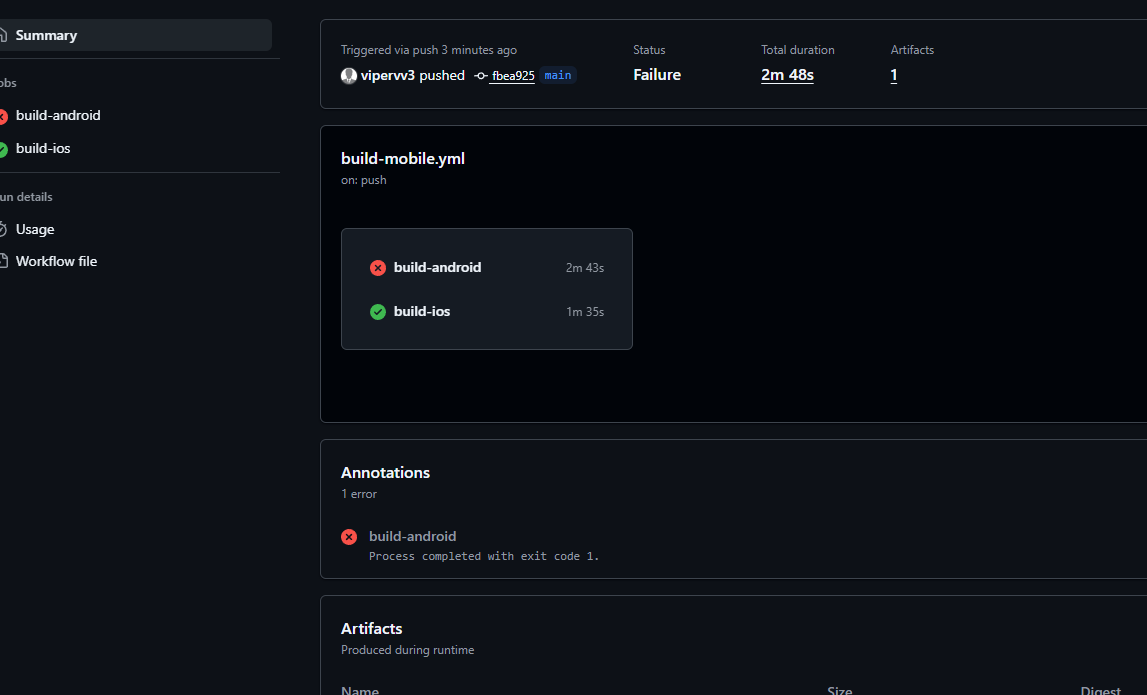 Summary
obs
build-android
build-ios
un details
Usage
Workflow file
Triggered via push 3 minutes ago
vipervv3 pushed fbea925 main
Status
Failure
Total duration
2m 48s
Artifacts
1
build-mobile.yml
on: push
build-android 2m 43s
build-ios 1m 35s
Annotations
1 error
build-android
Process completed with exit code 1.
Artifacts
Produced during runtime
Name Size Digest